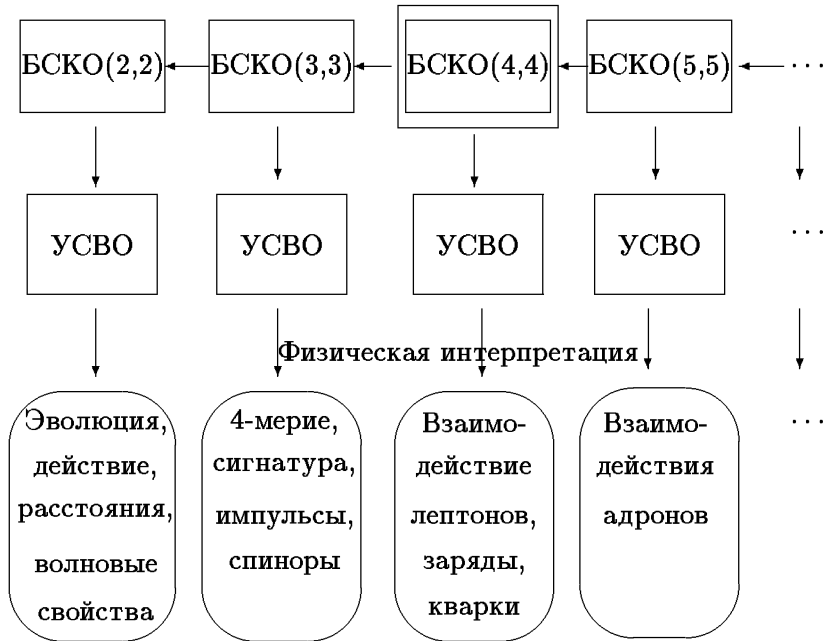 БСКО(2,2) БСКО(3,3) БСКО(4,4) БСКО(5,5) ...
УСВО УСВО УСВО УСВО ...
Физическая интерпретация
Эволюция,
действие,
расстояния,
волновые
свойства
4-мерие,
сигнатура,
импульсы,
спиноры
Взаимо-
действие
лептонов,
заряды,
кварки
Взаимо-
действия
адронов
...